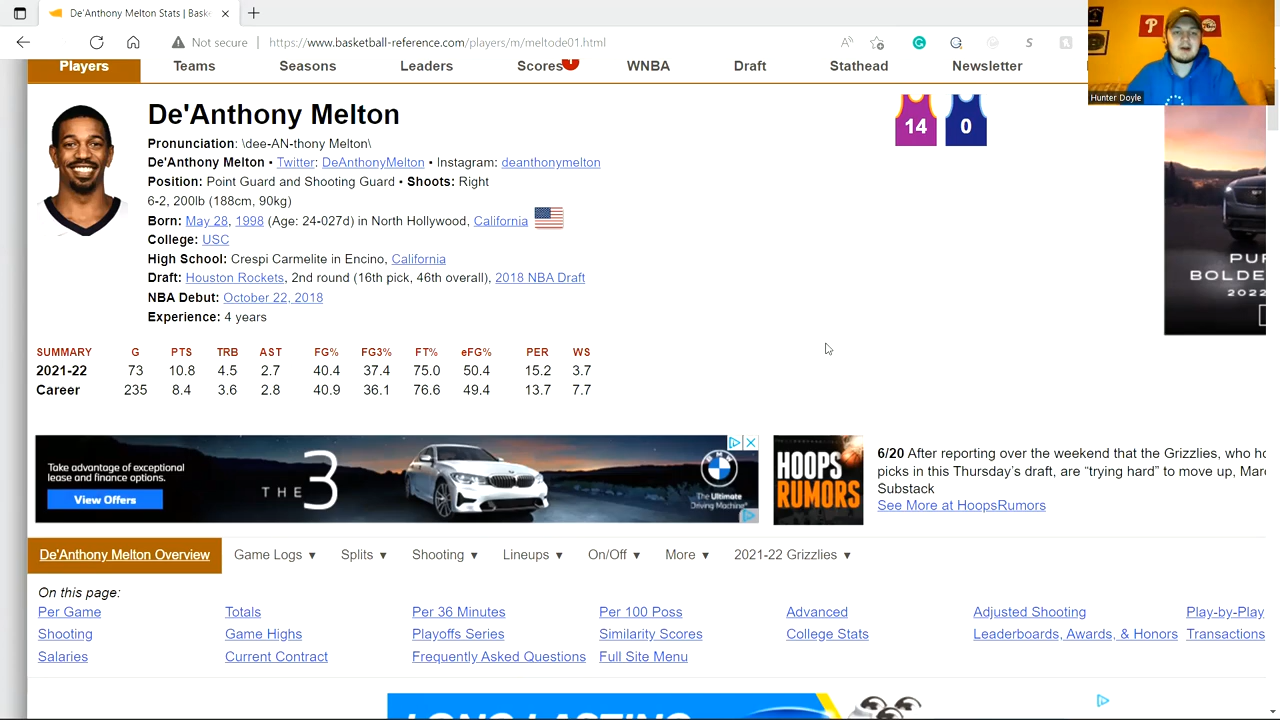 De'Anthony Melton Stats | Bask
Not secure
https://www.basketball-reference.com/players/m/meltode01.html
Hunter Doyle
Players
Teams
Seasons
Leaders
Scores
WNBA
Draft
Stathead
Newsletter
De'Anthony Melton
14
0
Pronunciation: \dee-AN-thony Melton\
De'Anthony Melton • Twitter: DeAnthonyMelton • Instagram: deanthonymelton
Position: Point Guard and Shooting Guard • Shoots: Right
6-2, 200lb (188cm, 90kg)
Born: May 28, 1998 (Age: 24-027d) in North Hollywood, California
College: USC
High School: Crespi Carmelite in Encino, California
Draft: Houston Rockets, 2nd round (16th pick, 46th overall), 2018 NBA Draft
NBA Debut: October 22, 2018
Experience: 4 years
PU
BOLDE
2022
SUMMARY G PTS TRB AST FG% FG3% FT% eFG% PER WS
2021-22 73 10.8 4.5 2.7 40.4 37.4 75.0 50.4 15.2 3.7
Career 235 8.4 3.6 2.8 40.9 36.1 76.6 49.4 13.7 7.7
Take advantage of exceptional
lease and finance options.
View Offers
THE 3
The Ultimate
Driving Machine
HOOPS
RUMORS
6/20 After reporting over the weekend that the Grizzlies, who ho
picks in this Thursday's draft, are "trying hard" to move up, Marc
Substack
See More at HoopsRumors
De'Anthony Melton Overview
Game Logs ▼
Splits ▼
Shooting ▼
Lineups ▼
On/Off ▼
More ▼
2021-22 Grizzlies ▼
On this page:
Per Game Totals Per 36 Minutes Per 100 Poss Advanced Adjusted Shooting Play-by-Play
Shooting Game Highs Playoffs Series Similarity Scores College Stats Leaderboards, Awards, & Honors Transactions
Salaries Current Contract Frequently Asked Questions Full Site Menu
LONG LASTING